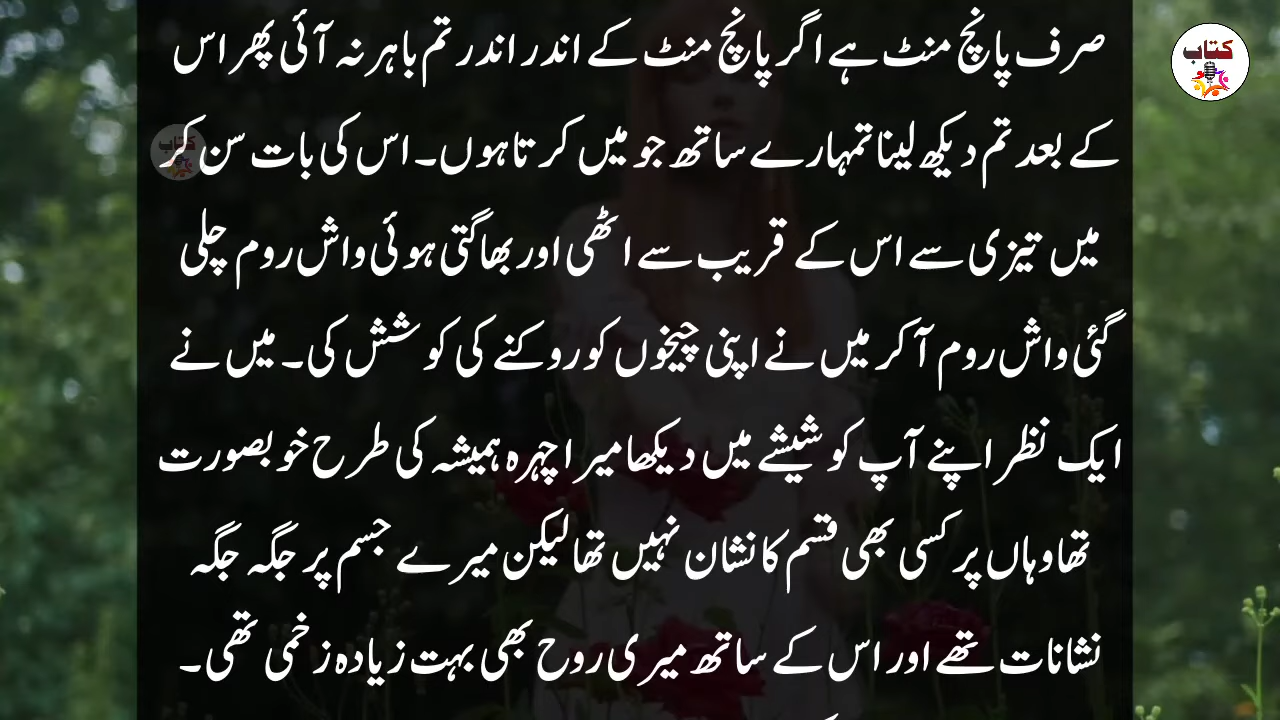 کتاب
صرف پانچ منٹ ہے اگر پانچ منٹ کے اندر اندر تم باہر نہ آئی پھر اس
کے بعد تم دیکھ لینا تمہارے ساتھ جو میں کرتا ہوں۔ اس کی بات سن کر
کتاب
میں تیزی سے اس کے قریب سے اٹھی اور بھاگتی ہوئی واش روم چلی
گئی واش روم آکر میں نے اپنی چیخوں کو روکنے کی کوشش کی۔ میں نے
ایک نظر اپنے آپ کو شیشے میں دیکھا میرا چہرہ ہمیشہ کی طرح خوبصورت
تھا وہاں پر کسی بھی قسم کا نشان نہیں تھا لیکن میرے جسم پر جگہ جگہ
نشانات تھے اور اس کے ساتھ میری روح بھی بہت زیادہ زخمی تھی۔